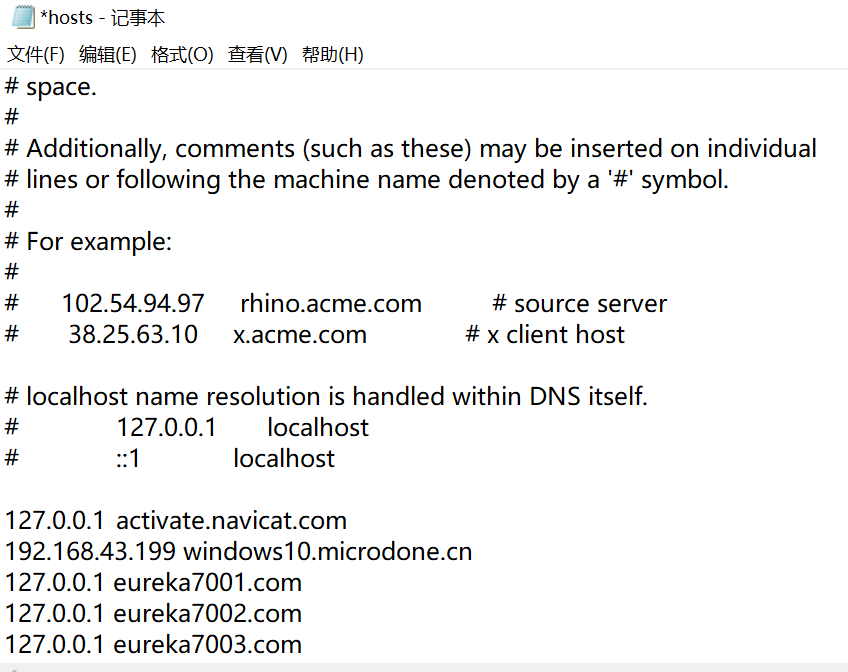 *hosts - 记事本
文件(F) 编辑(E) 格式(O) 查看(V) 帮助(H)
# space.
#
# Additionally, comments (such as these) may be inserted on individual
# lines or following the machine name denoted by a '#' symbol.
#
# For example:
#
#      102.54.94.97     rhino.acme.com          # source server
#       38.25.63.10     x.acme.com              # x client host

# localhost name resolution is handled within DNS itself.
#              127.0.0.1       localhost
#              ::1             localhost

127.0.0.1 activate.navicat.com
192.168.43.199 windows10.microdone.cn
127.0.0.1 eureka7001.com
127.0.0.1 eureka7002.com
127.0.0.1 eureka7003.com